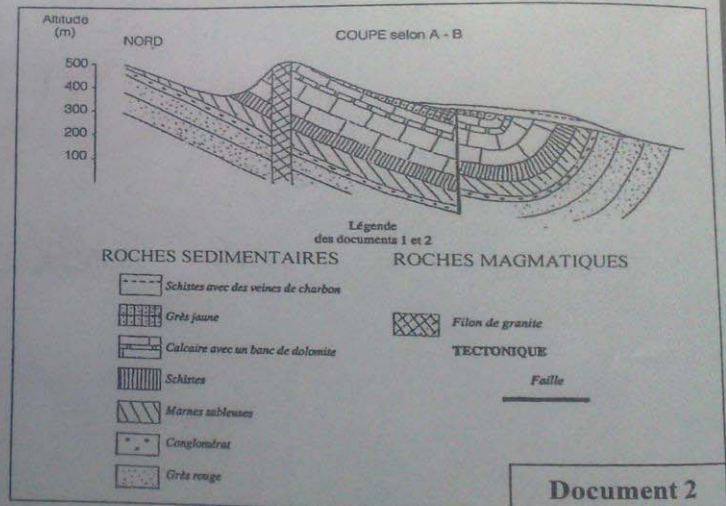 Altitude
(m)
NORD
COUPE selon A - B
500
400
300
200
100
Légende
des documents 1 et 2
ROCHES SEDIMENTAIRES
ROCHES MAGMATIQUES
Schistes avec des veines de charbon
Grès jaune
Calcaire avec un banc de dolomite
Schistes
Marnes sableuses
Conglomérat
Grès rouge
Filon de granite
TECTONIQUE
Faille
Document 2